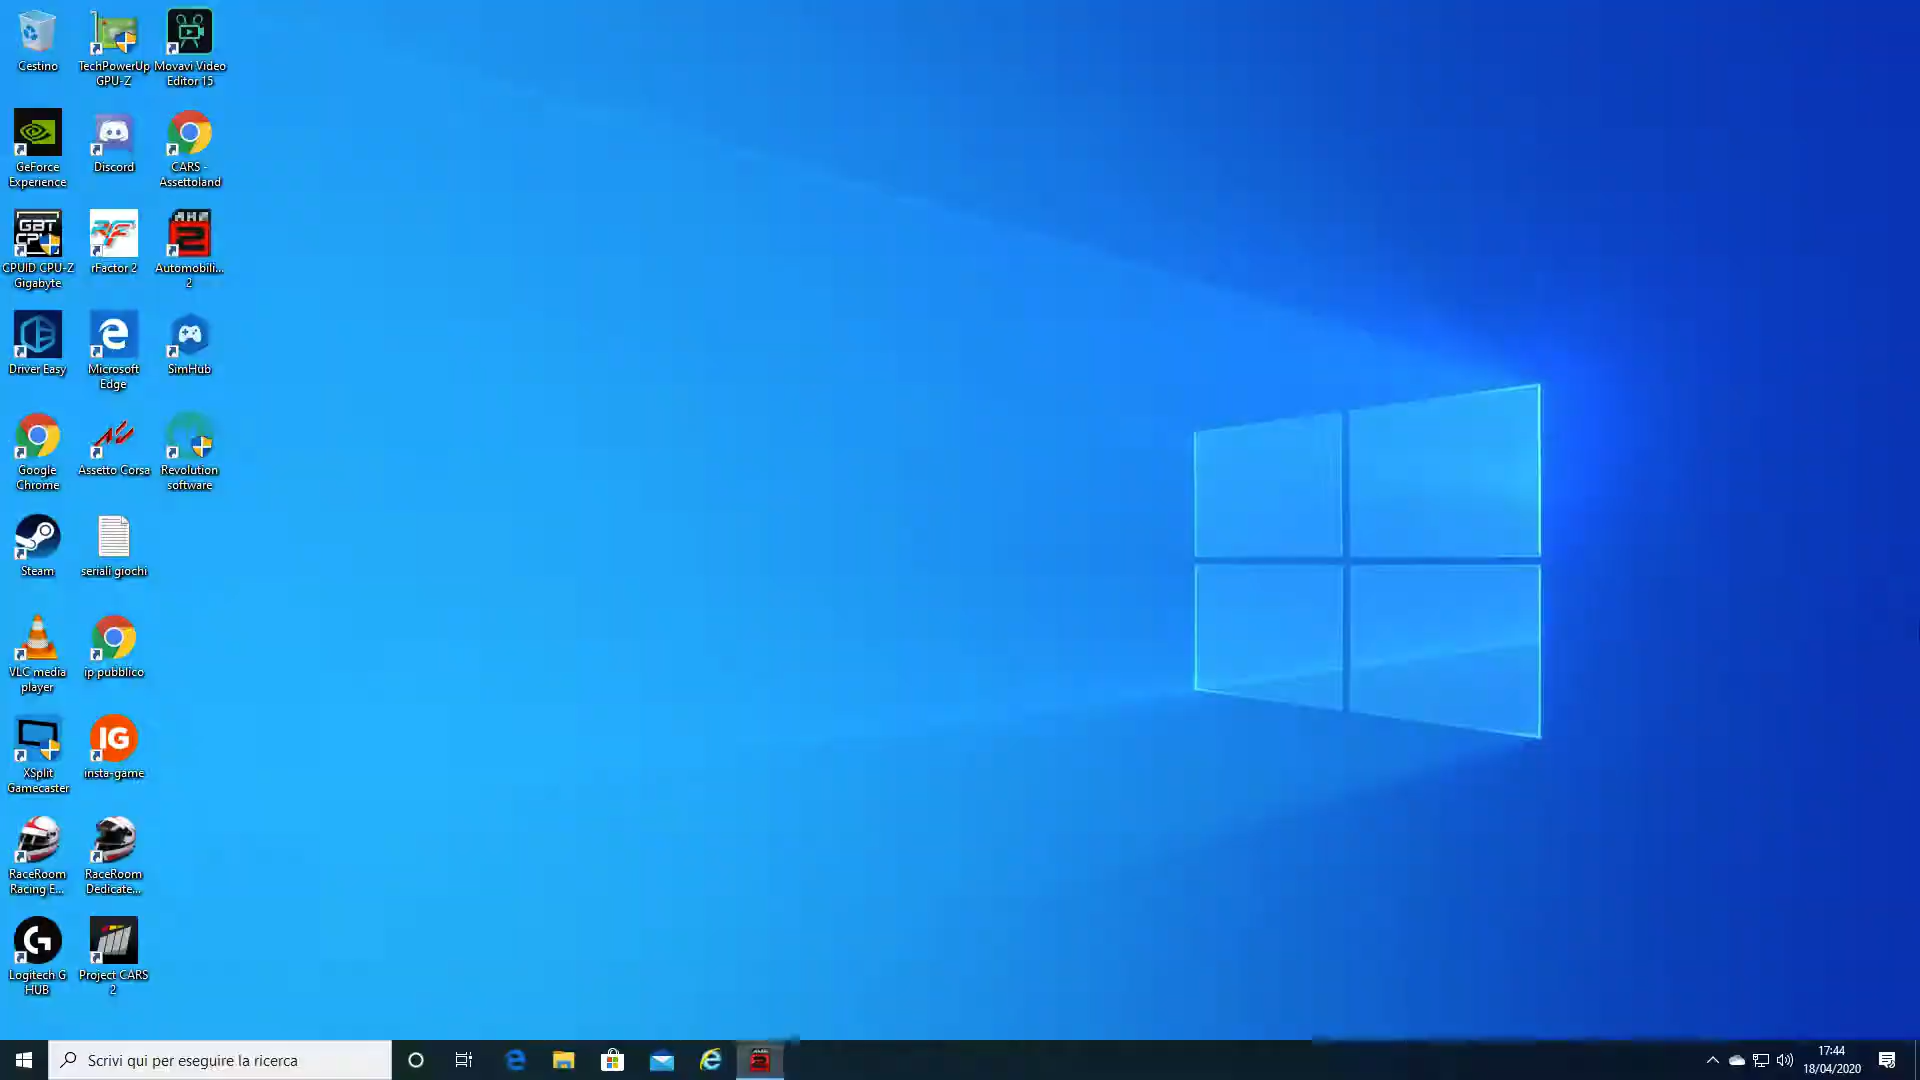 Cestino
TechPowerUp
GPU-Z
Movavi Video
Editor 15
GeForce
Experience
Discord
CARS -
Assettoland
GBT
CPUID CPU-Z
Gigabyte
rFactor 2
Automobili...
2
Driver Easy
Microsoft
Edge
SimHub
Google
Chrome
Assetto Corsa
Revolution
software
Steam
seriali giochi
VLC media
player
ip pubblico
XSplit
Gamecaster
IG
insta-game
RaceRoom
Racing E...
RaceRoom
Dedicate...
Logitech G
HUB
Project CARS
2
Scrivi qui per eseguire la ricerca
17:44
18/04/2020